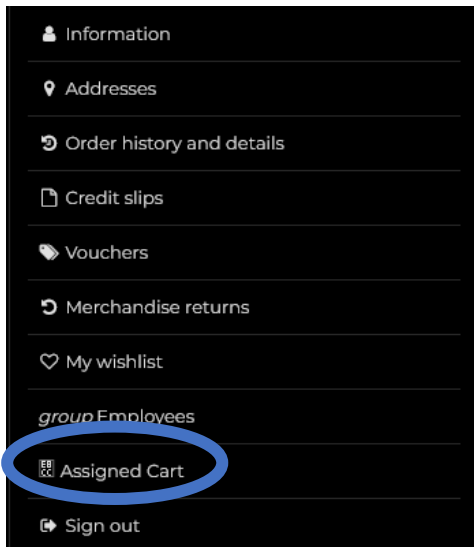 Information
Addresses
Order history and details
Credit slips
Vouchers
Merchandise returns
My wishlist
group Employees
EBCC Assigned Cart
Sign out